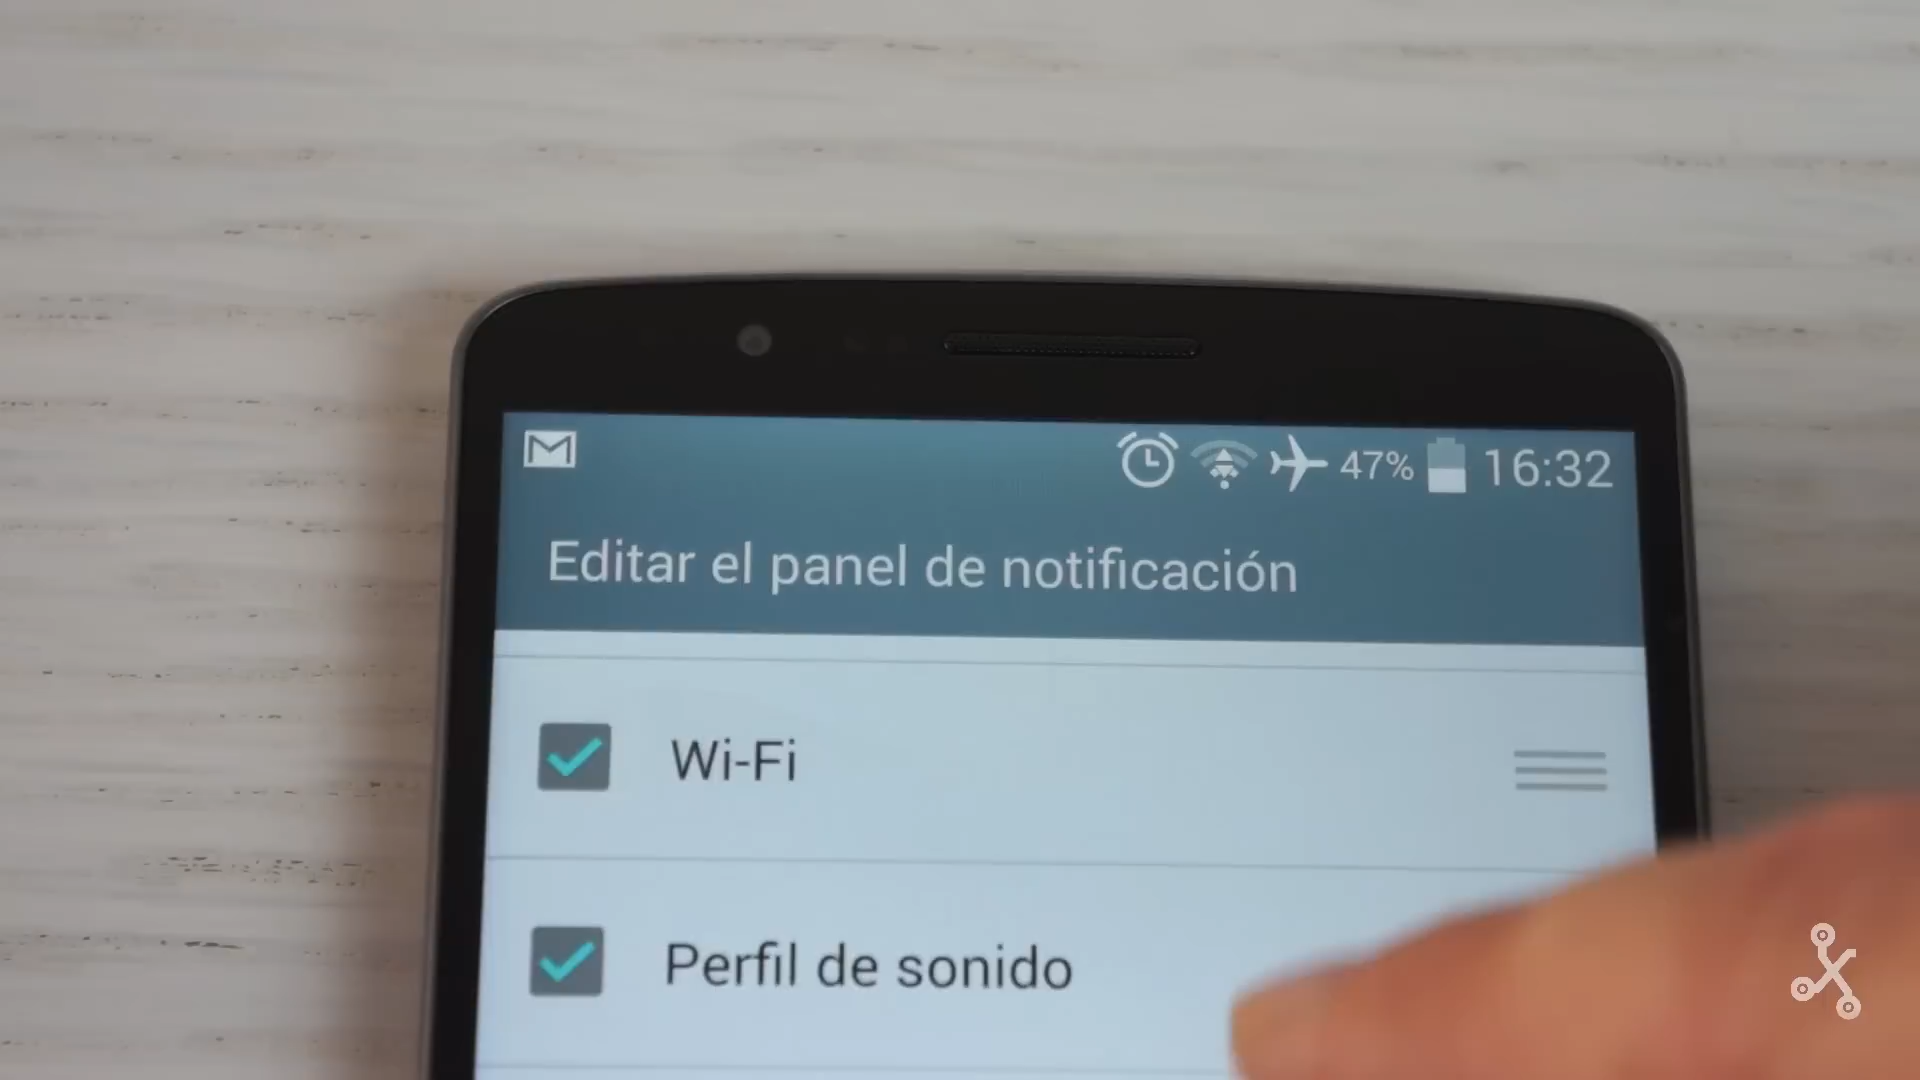 47% 16:32
Editar el panel de notificación
Wi-Fi
Perfil de sonido